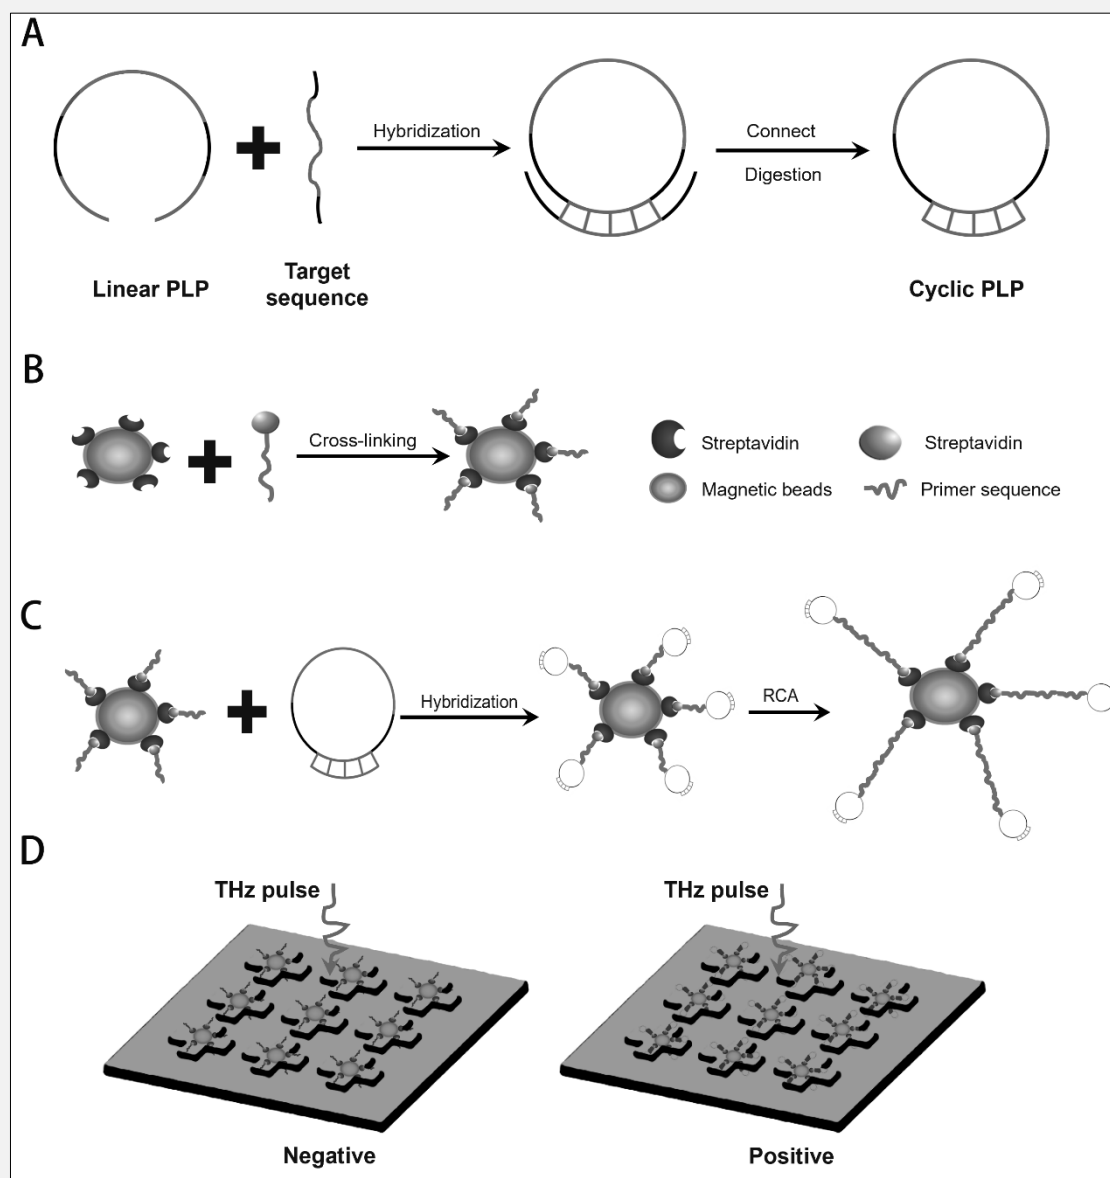 A
Hybridization
Connect
Digestion
Linear PLP
Target
sequence
Cyclic PLP
B
Cross-linking
Streptavidin
Streptavidin
Magnetic beads
Primer sequence
C
Hybridization
RCA
D
THz pulse
THz pulse
Negative
Positive